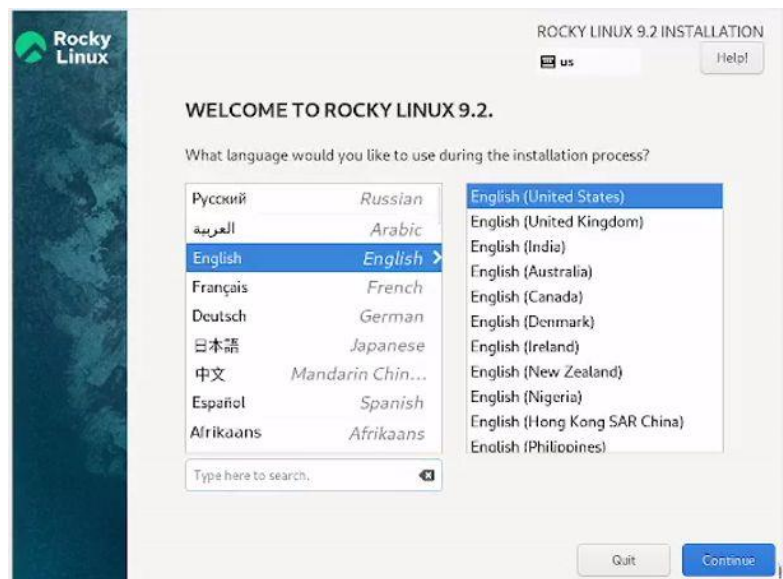 Rocky
Linux
ROCKY LINUX 9.2 INSTALLATION
us
Help!
WELCOME TO ROCKY LINUX 9.2.
What language would you like to use during the installation process?
Русский Russian
العربية Arabic
English English
Français French
Deutsch German
日本語 Japanese
中文 Mandarin Chin...
Español Spanish
Afrikaans Afrikaans
Type here to search.
English (United States)
English (United Kingdom)
English (India)
English (Australia)
English (Canada)
English (Denmark)
English (Ireland)
English (New Zealand)
English (Nigeria)
English (Hong Kong SAR China)
English (Philippines)
Quit
Continue